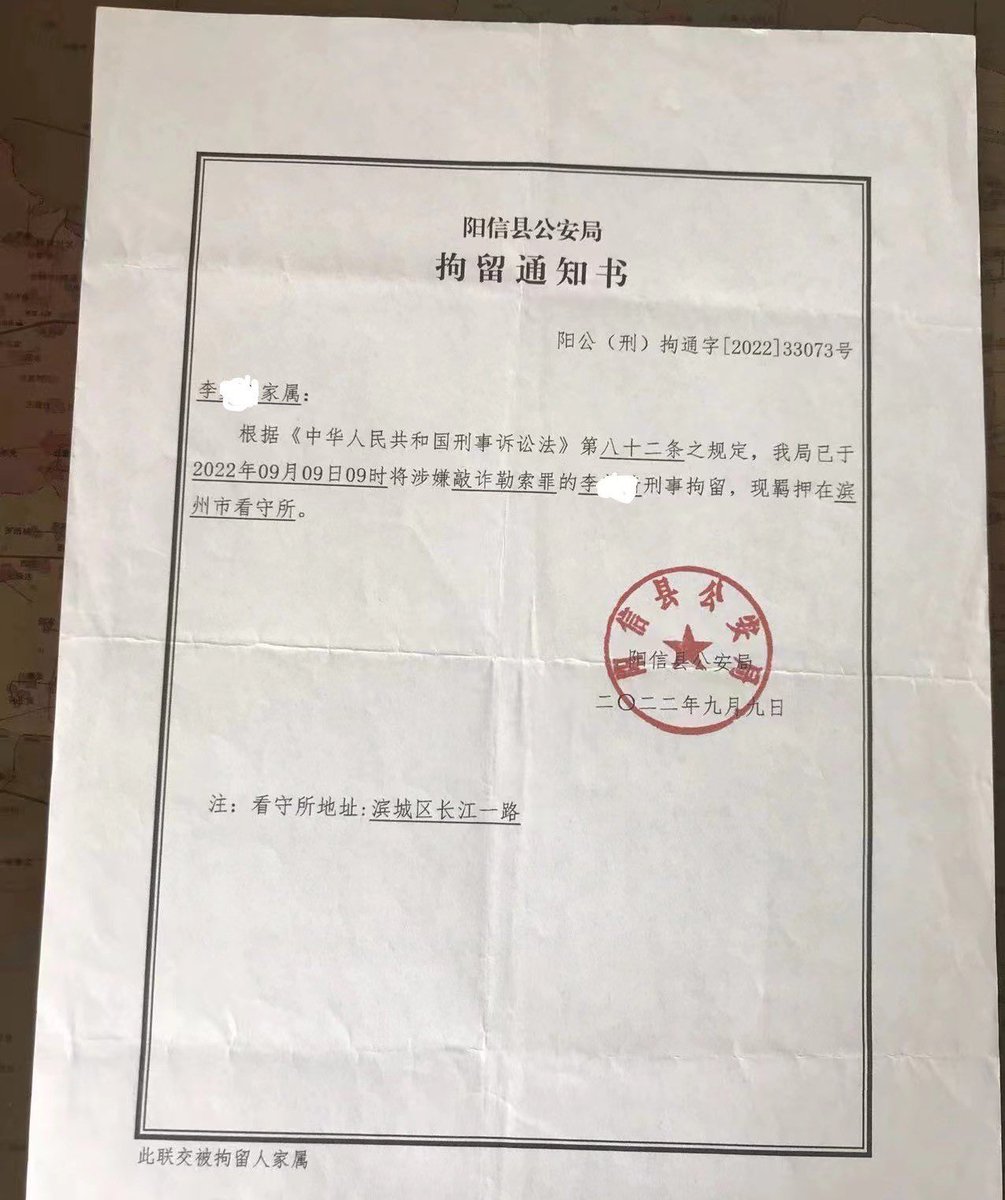 阳信县公安局
拘留通知书
阳公（刑）拘通字[2022]33073号
李 家属：
根据《中华人民共和国刑事诉讼法》第八十二条之规定，我局已于
2022年09月09日09时将涉嫌敲诈勒索罪的李 刑事拘留，现羁押在滨
州市看守所。
阳信县公安局
阳信县公安局
二〇二二年九月九日
注：看守所地址:滨城区长江一路
此联交被拘留人家属